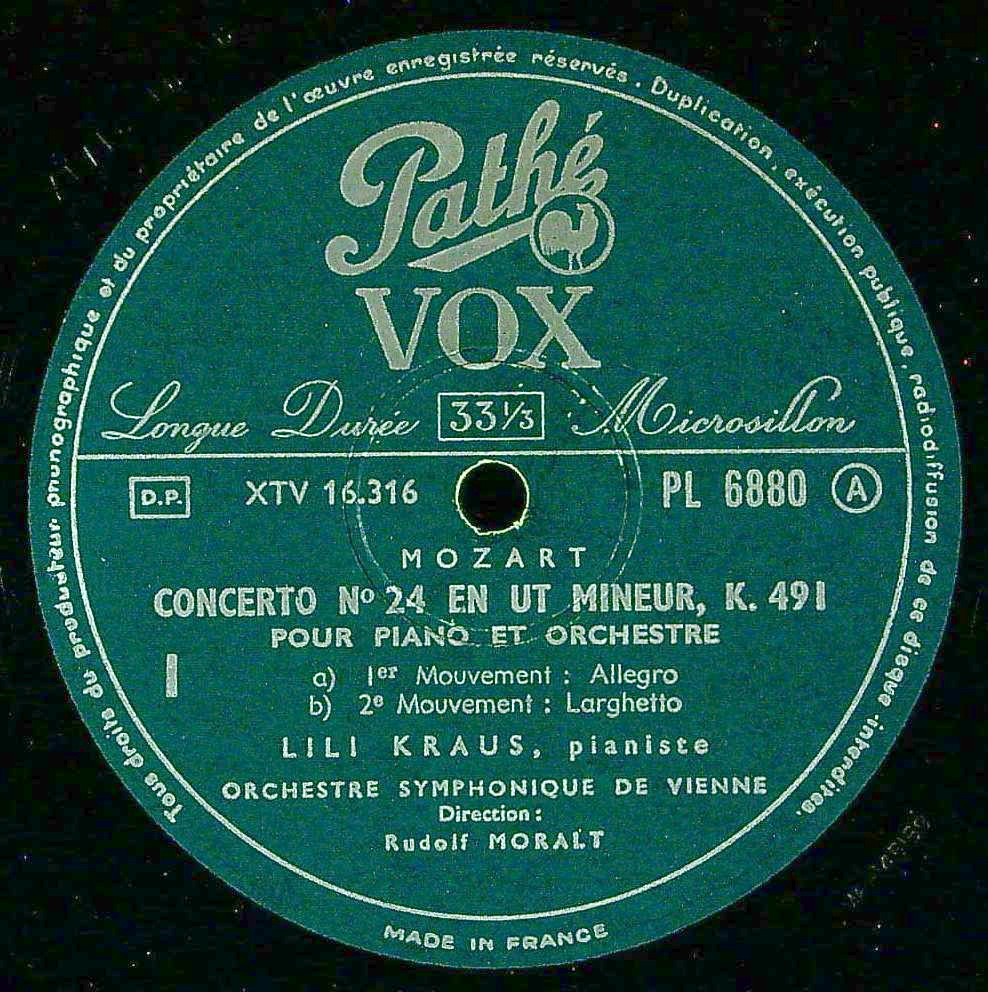 Tous droits du producteur phonographique et du propriétaire de l'œuvre enregistrée réservés. Duplication, exécution publique, radiodiffusion de ce disque interdites.
Pathé
VOX
Longue Durée 33 1/3 Microsillon
D.P. XTV 16.316 PL 6880 A
MOZART
CONCERTO Nº 24 EN UT MINEUR, K. 491
POUR PIANO ET ORCHESTRE
I
a) 1er Mouvement : Allegro
b) 2e Mouvement : Larghetto
LILI KRAUS, pianiste
ORCHESTRE SYMPHONIQUE DE VIENNE
Direction :
Rudolf MORALT
MADE IN FRANCE